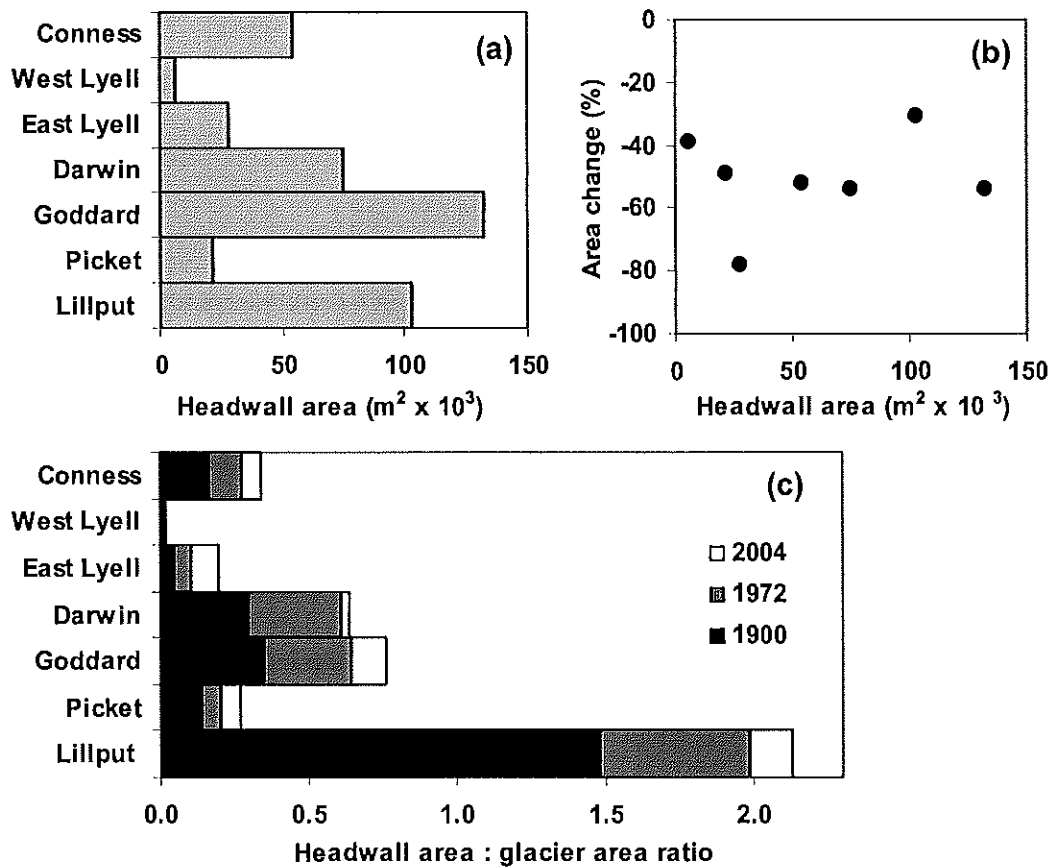 (a)
Conness
West Lyell
East Lyell
Darwin
Goddard
Picket
Lillput
0 50 100 150
Headwall area (m² x 10³)
(b)
Area change (%)
0
-20
-40
-60
-80
-100
0 50 100 150
Headwall area (m² x 10³)
(c)
Conness
West Lyell
East Lyell
Darwin
Goddard
Picket
Lillput
2004
1972
1900
0.0 0.5 1.0 1.5 2.0
Headwall area : glacier area ratio